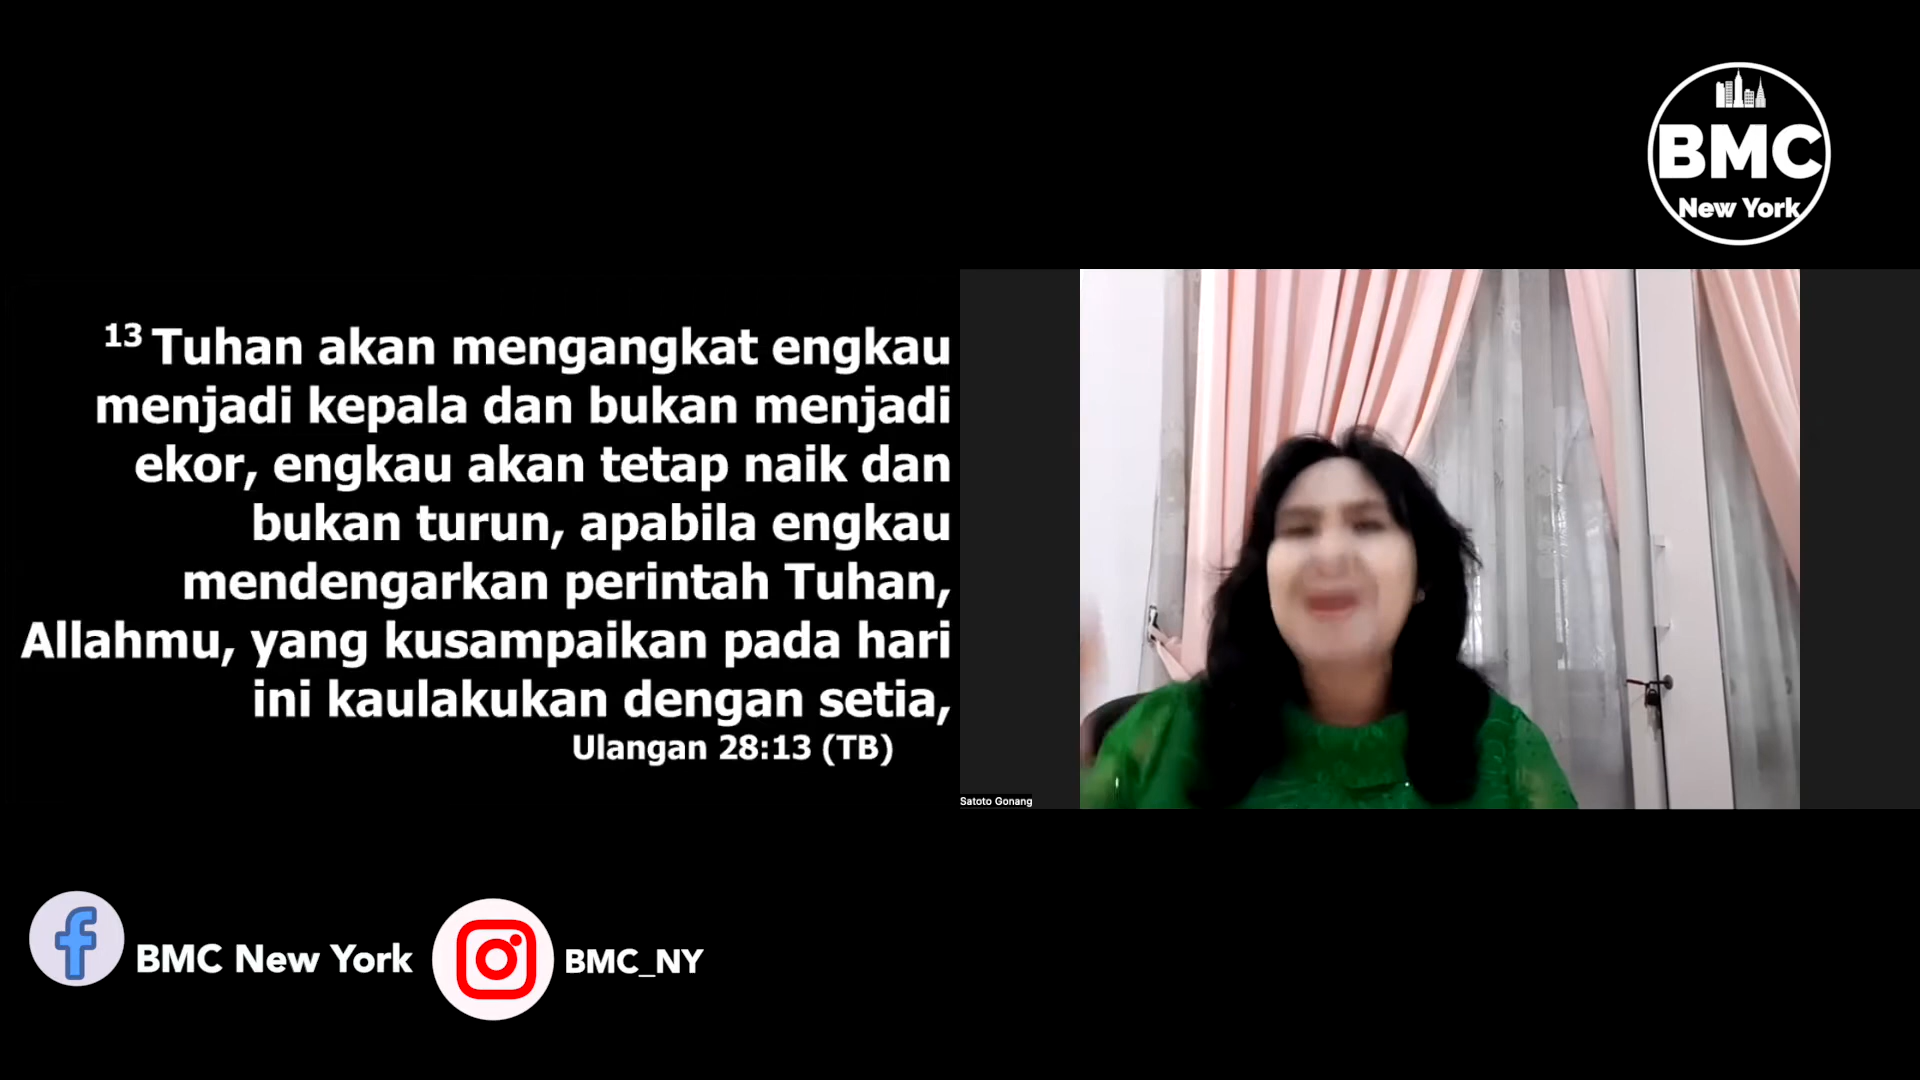 BMC
New York
13 Tuhan akan mengangkat engkau
menjadi kepala dan bukan menjadi
ekor, engkau akan tetap naik dan
bukan turun, apabila engkau
mendengarkan perintah Tuhan,
Allahmu, yang kusampaikan pada hari
ini kaulakukan dengan setia,
Ulangan 28:13 (TB)
Satoto Gonang
BMC New York
BMC_NY